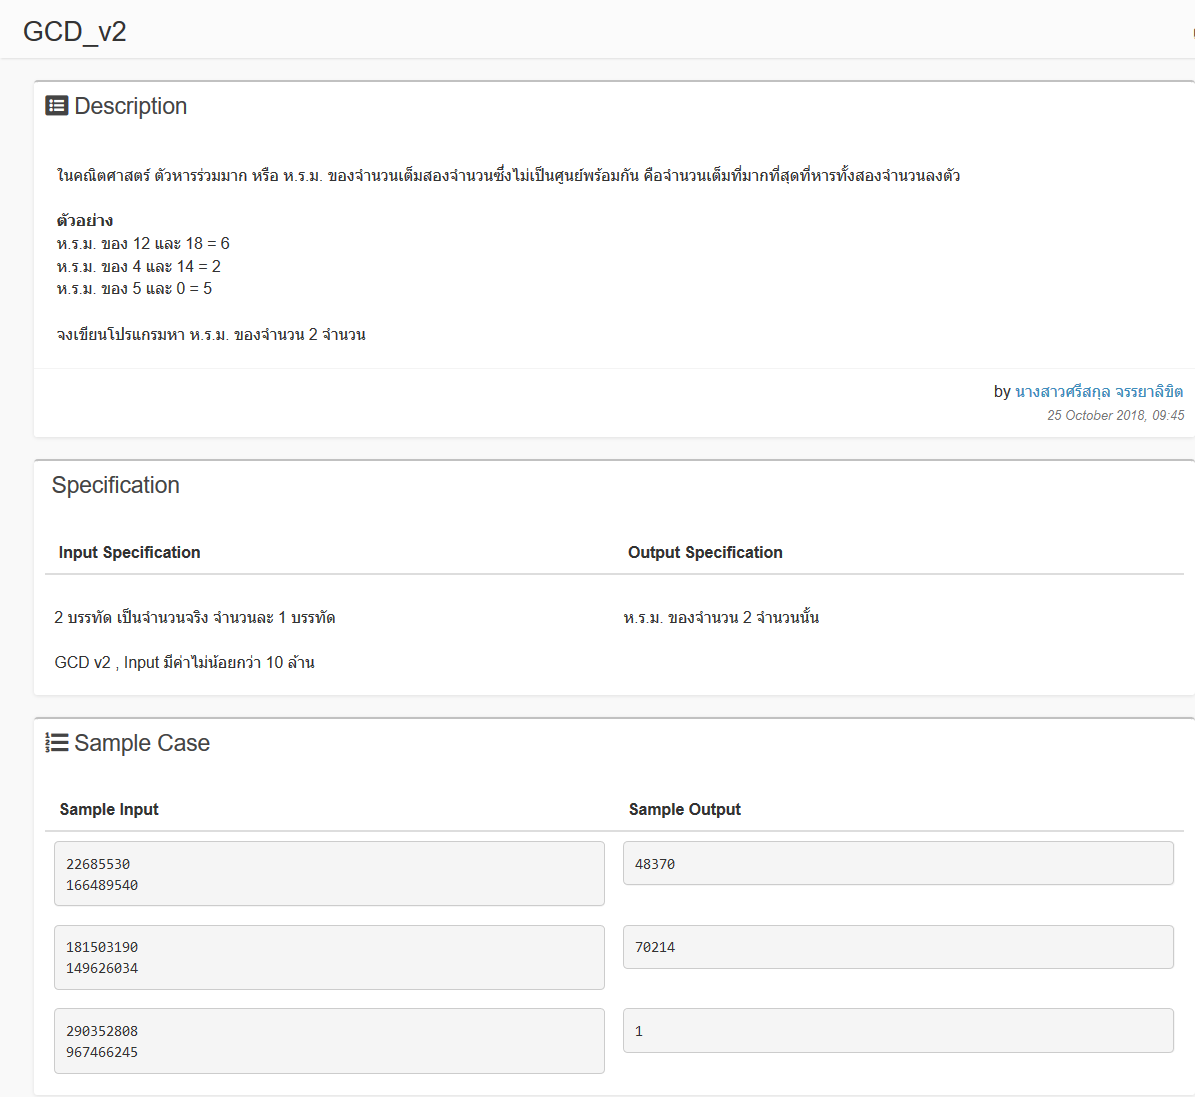 GCD_v2
Description
ในคณิตศาสตร์ ตัวหารร่วมมาก หรือ ห.ร.ม. ของจำนวนเต็มสองจำนวนซึ่งไม่เป็นศูนย์พร้อมกัน คือจำนวนเต็มที่มากที่สุดที่หารทั้งสองจำนวนลงตัว
ตัวอย่าง
ห.ร.ม. ของ 12 และ 18 = 6
ห.ร.ม. ของ 4 และ 14 = 2
ห.ร.ม. ของ 5 และ 0 = 5
จงเขียนโปรแกรมหา ห.ร.ม. ของจำนวน 2 จำนวน
by นางสาวศรีสกุล จรรยาลิขิต
25 October 2018, 09:45
Specification
Input Specification
Output Specification
2 บรรทัด เป็นจำนวนจริง จำนวนละ 1 บรรทัด
ห.ร.ม. ของจำนวน 2 จำนวนนั้น
GCD v2 , Input มีค่าไม่น้อยกว่า 10 ล้าน
Sample Case
Sample Input
Sample Output
22685530
166489540
48370
181503190
149626034
70214
290352808
967466245
1